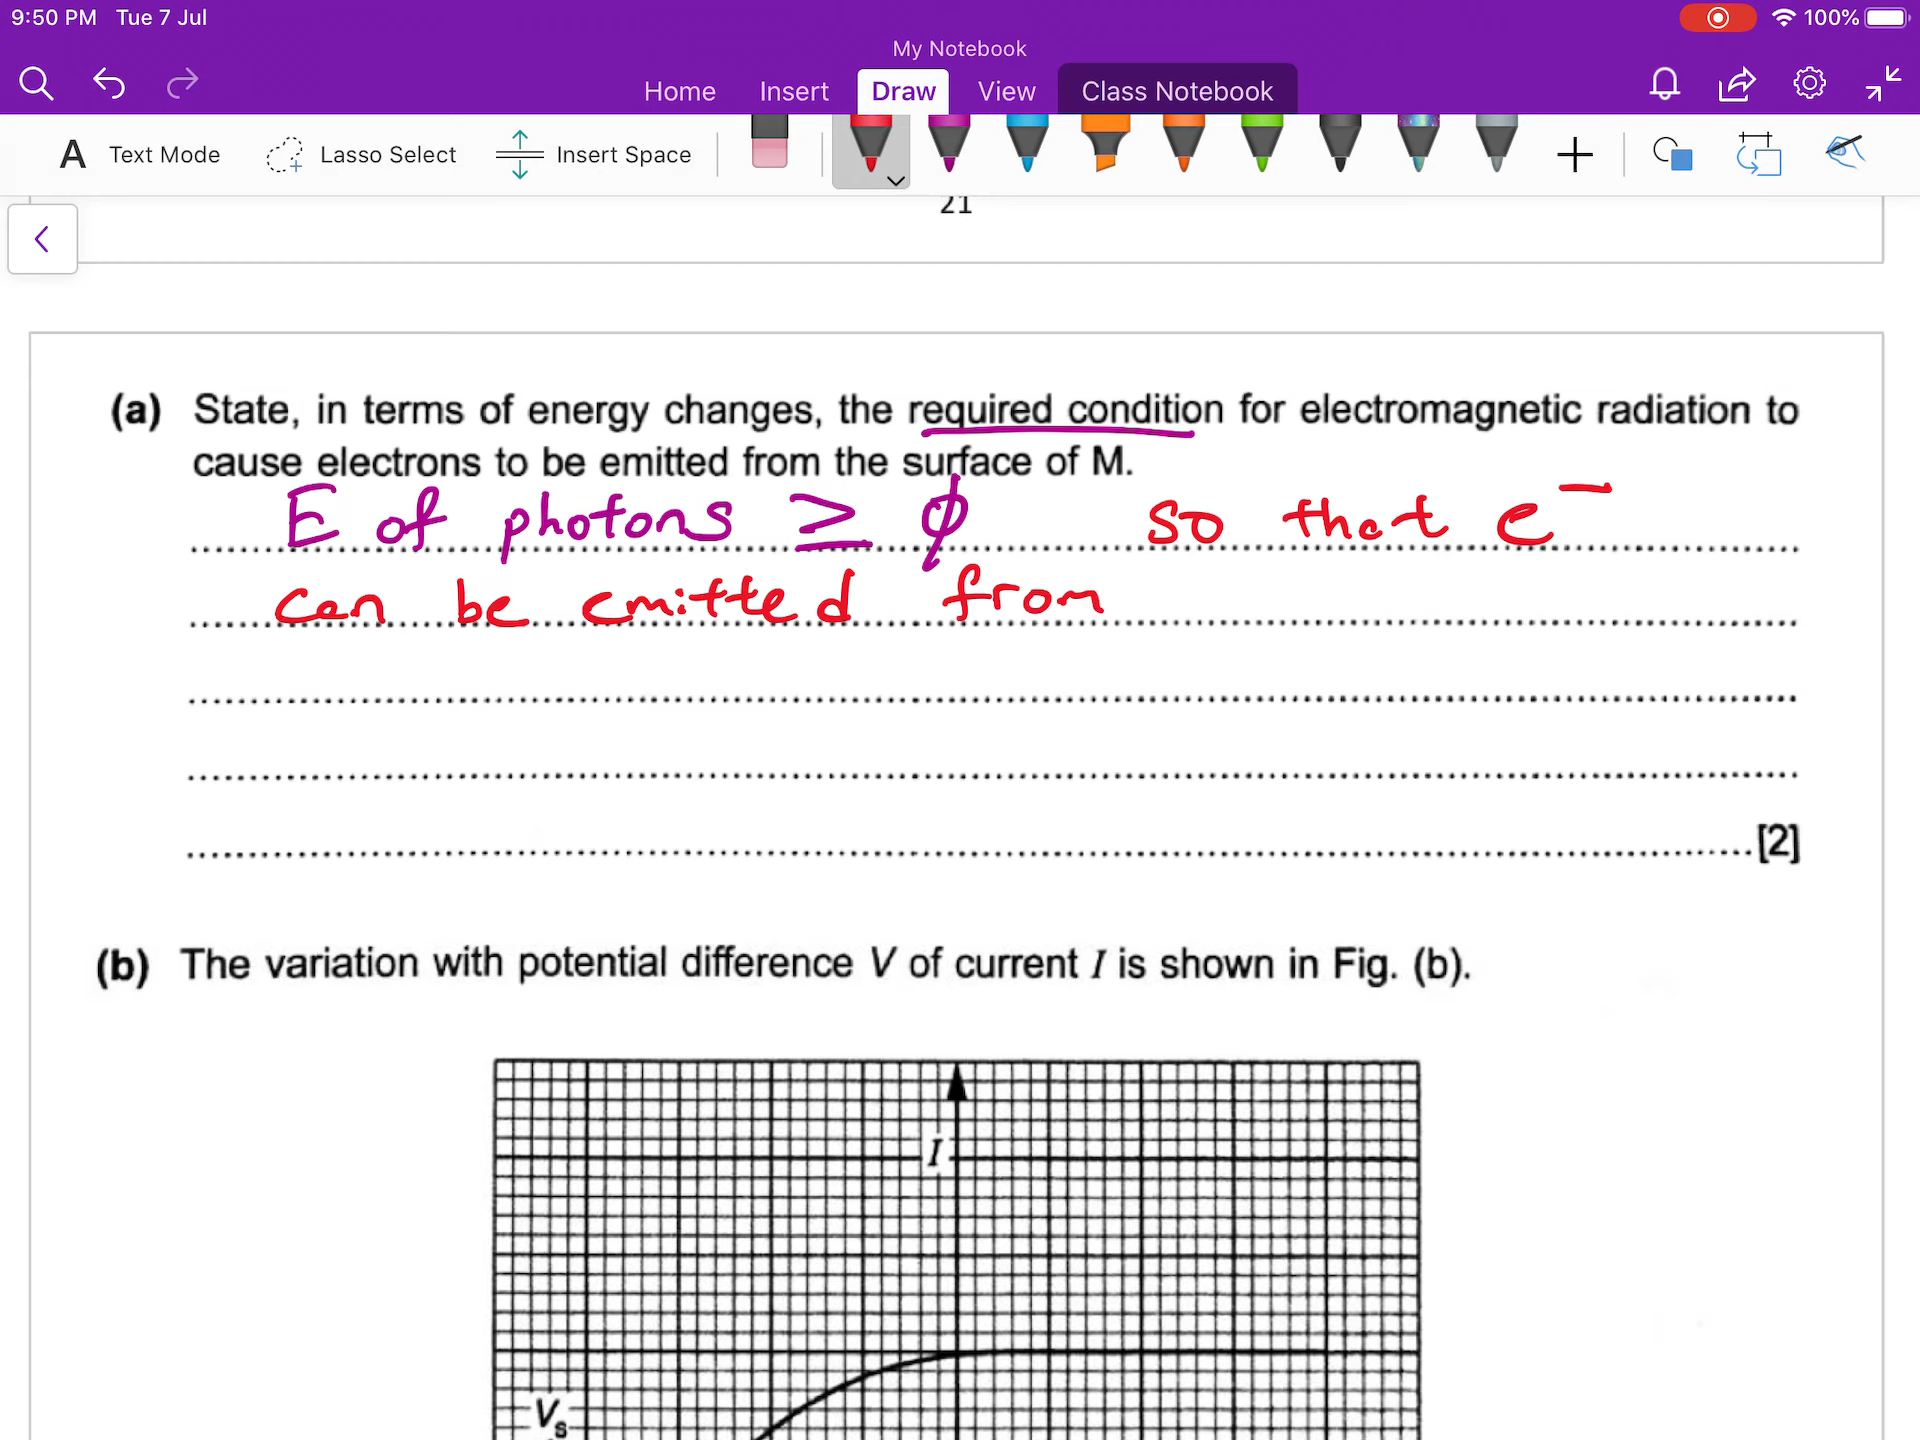 9:50 PM Tue 7 Jul 100%
My Notebook
Home Insert Draw View Class Notebook
A Text Mode Lasso Select Insert Space
21
(a) State, in terms of energy changes, the required condition for electromagnetic radiation to
cause electrons to be emitted from the surface of M.
E of photons ≥ ϕ so that e⁻
can be emitted from
[2]
(b) The variation with potential difference V of current I is shown in Fig. (b).
I
Vs